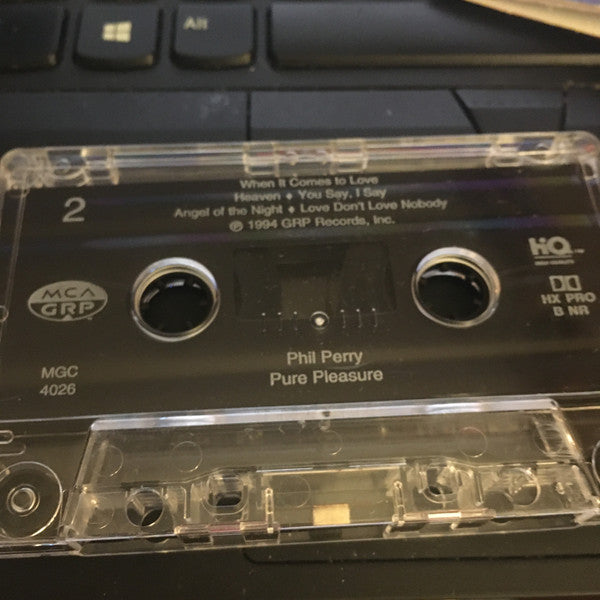 Alt
When It Comes to Love
Heaven ♦ You Say, I Say
Angel of the Night ♦ Love Don't Love Nobody
℗ 1994 GRP Records, Inc.
2
HiQ
MCA
GRP
HX PRO
B NR
Phil Perry
Pure Pleasure
MGC
4026